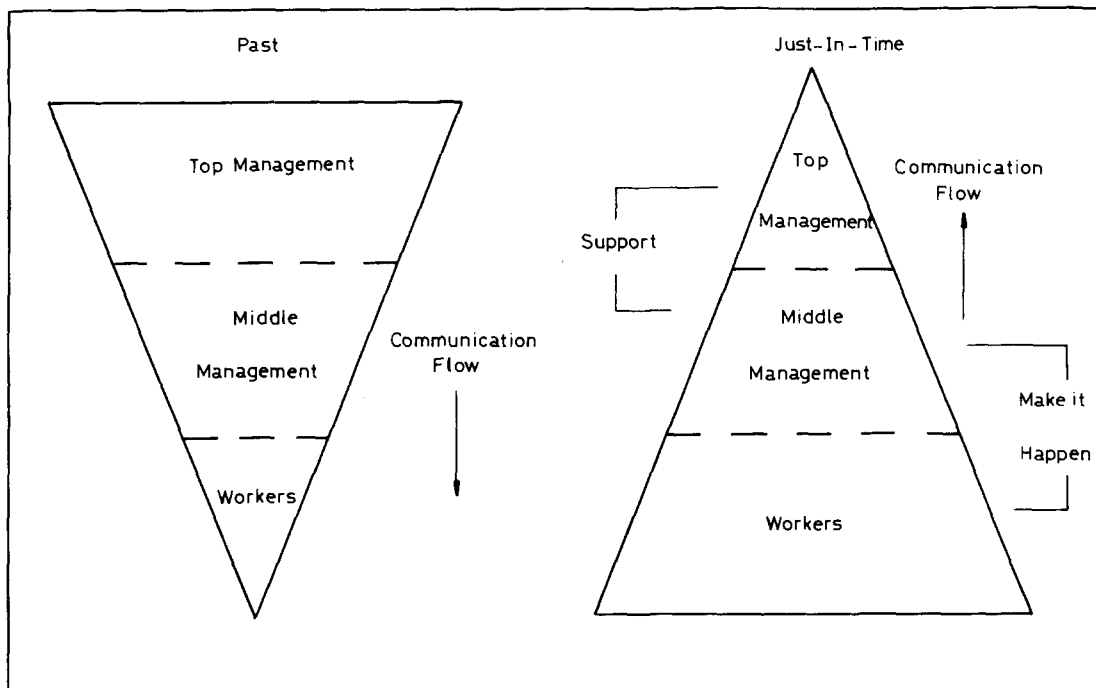 Past
Top Management
Middle
Management
Communication
Flow
Workers
Just-In-Time
Top
Management
Communication
Flow
Support
Middle
Management
Make it
Happen
Workers